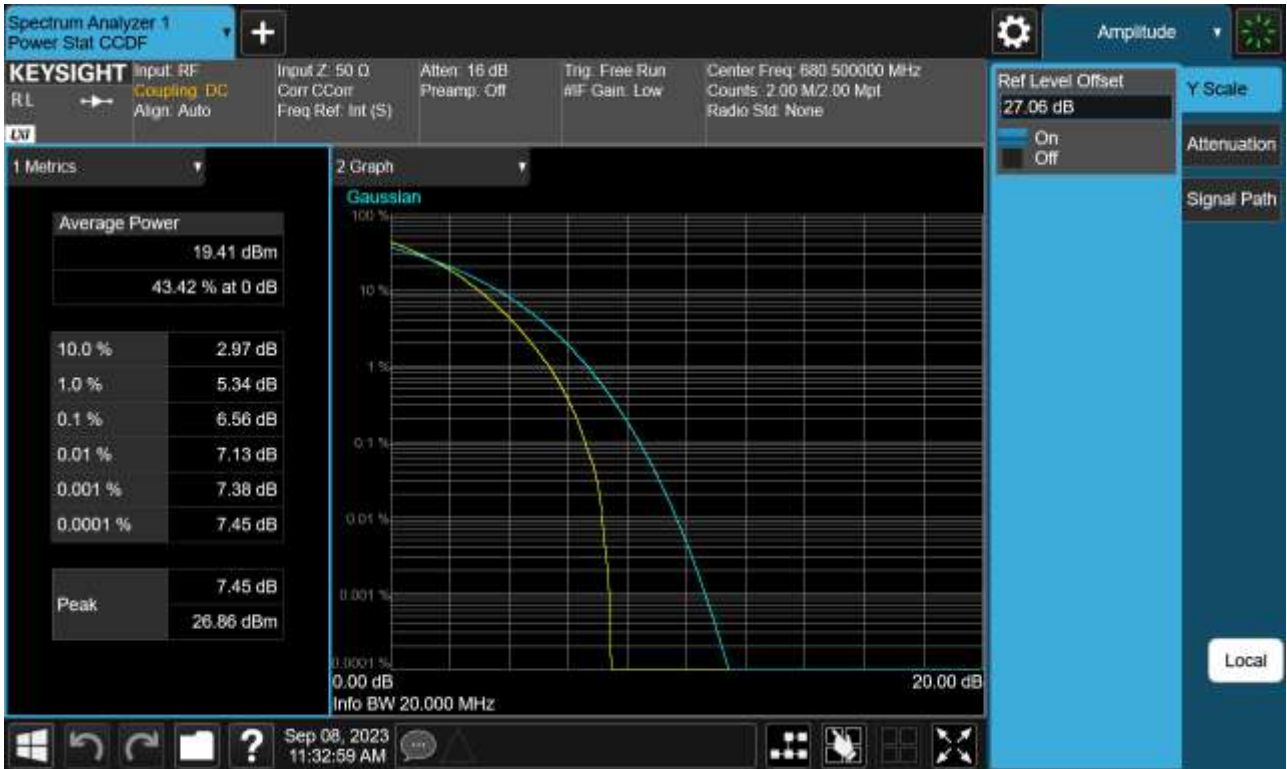 Spectrum Analyzer 1
Power Stat CCDF
+
Amplitude
KEYSIGHT
RL
LXI
Input: RF
Coupling: DC
Align: Auto
Input Z: 50 Ω
Corr CCorr
Freq Ref: Int (S)
Atten: 16 dB
Preamp: Off
Trig: Free Run
#IF Gain: Low
Center Freq: 680.500000 MHz
Counts: 2.00 M/2.00 Mpt
Radio Std: None
Ref Level Offset
27.06 dB
On
Off
Y Scale
Attenuation
Signal Path
Local
1 Metrics
Average Power
19.41 dBm
43.42 % at 0 dB
10.0 % 2.97 dB
1.0 % 5.34 dB
0.1 % 6.56 dB
0.01 % 7.13 dB
0.001 % 7.38 dB
0.0001 % 7.45 dB
Peak 7.45 dB
26.86 dBm
2 Graph
Gaussian
100 %
10 %
1 %
0.1 %
0.01 %
0.001 %
0.0001 %
0.00 dB 20.00 dB
Info BW 20.000 MHz
?
Sep 08, 2023
11:32:59 AM